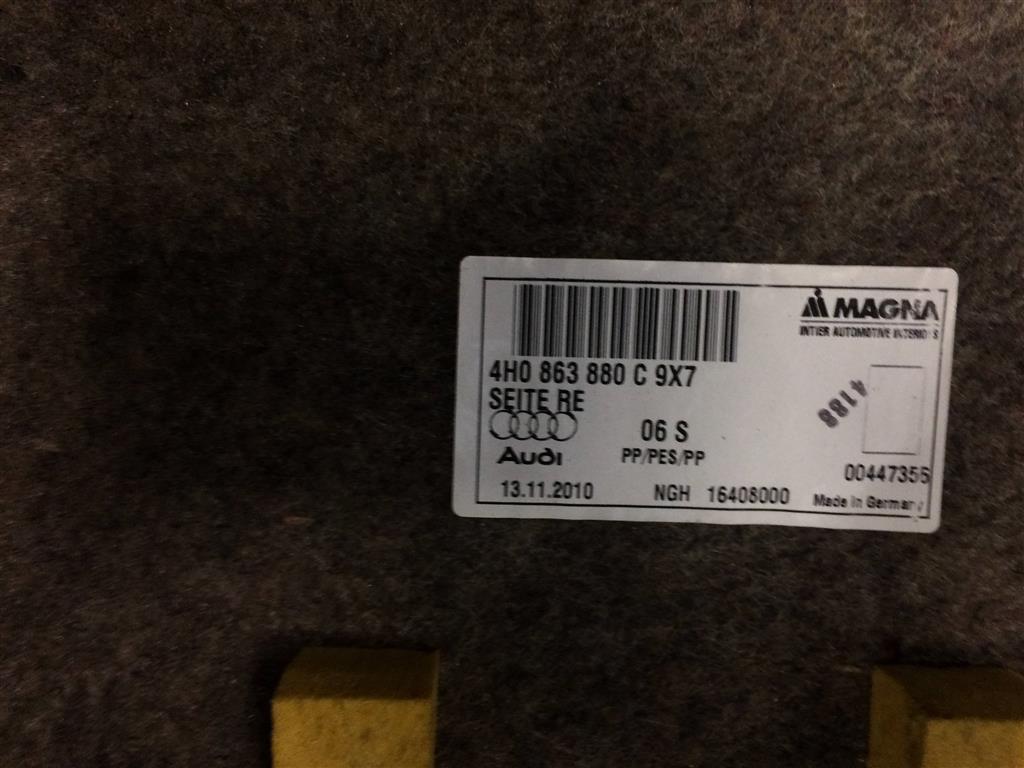 MAGNA
INTIER AUTOMOTIVE INTERIORS
4H0 863 880 C 9X7
SEITE RE
4188
06 S
Audi
PP/PES/PP
00447355
13.11.2010 NGH 16408000 Made in Germany